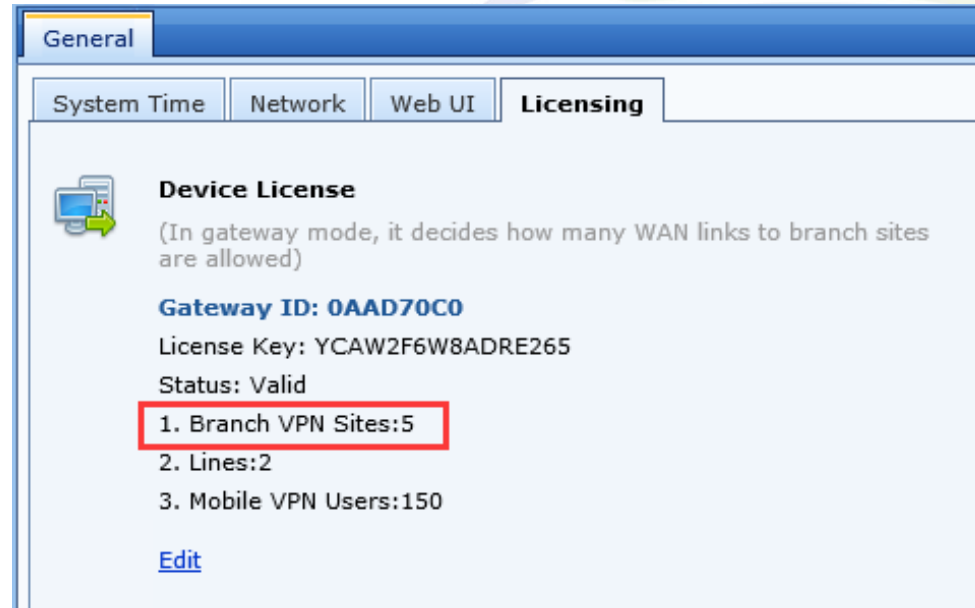 General
System Time Network Web UI Licensing
Device License
(In gateway mode, it decides how many WAN links to branch sites
are allowed)
Gateway ID: 0AAD70C0
License Key: YCAW2F6W8ADRE265
Status: Valid
1. Branch VPN Sites:5
2. Lines:2
3. Mobile VPN Users:150
Edit